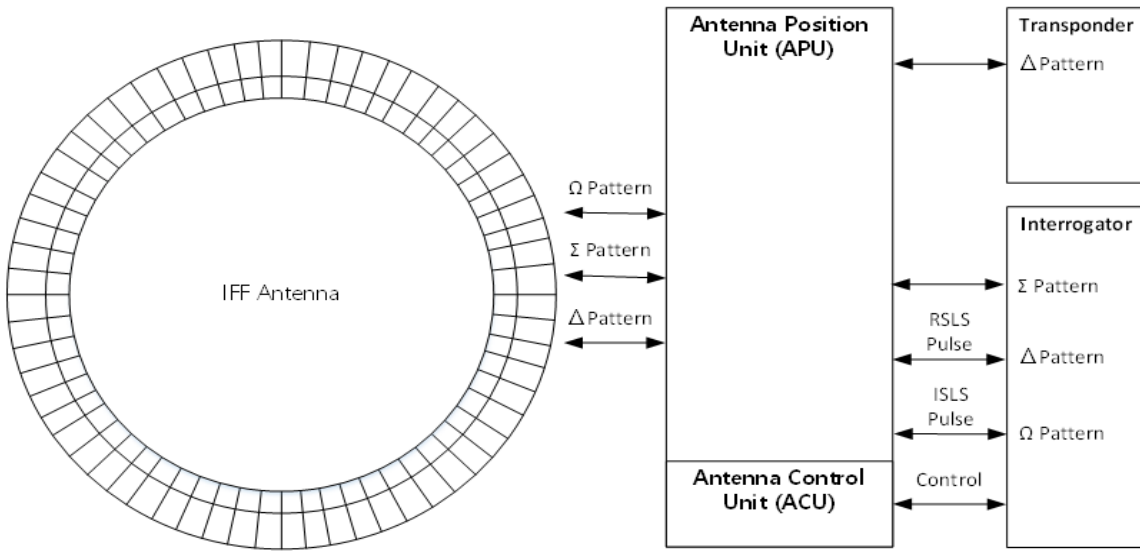 IFF Antenna
Ω Pattern
Σ Pattern
Δ Pattern
Antenna Position
Unit (APU)
Antenna Control
Unit (ACU)
RSLS
Pulse
ISLS
Pulse
Control
Transponder
Δ Pattern
Interrogator
Σ Pattern
Δ Pattern
Ω Pattern